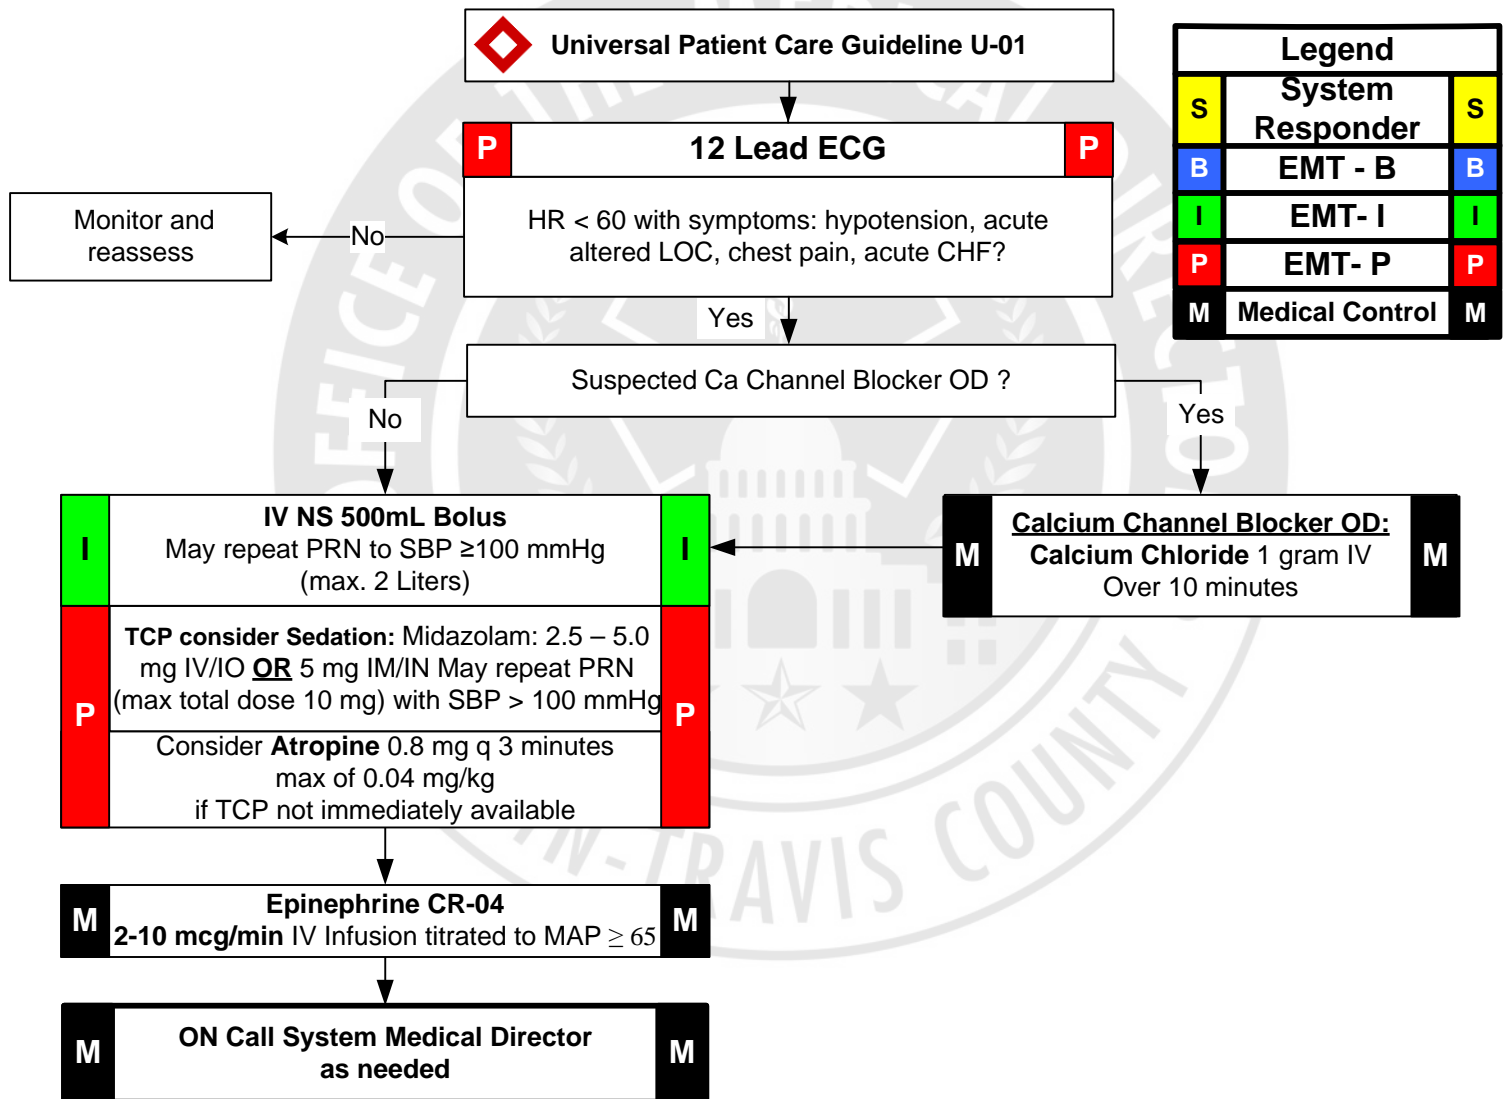 Universal Patient Care Guideline U-01
Legend
S System Responder S
B EMT - B B
I EMT- I I
P EMT- P P
M Medical Control M
P 12 Lead ECG P
HR < 60 with symptoms: hypotension, acute
altered LOC, chest pain, acute CHF?
No
Monitor and
reassess
Yes
Suspected Ca Channel Blocker OD ?
No
Yes
I IV NS 500mL Bolus I
May repeat PRN to SBP ≥100 mmHg
(max. 2 Liters)
M Calcium Channel Blocker OD: M
Calcium Chloride 1 gram IV
Over 10 minutes
P TCP consider Sedation: Midazolam: 2.5 – 5.0 P
mg IV/IO OR 5 mg IM/IN May repeat PRN
(max total dose 10 mg) with SBP > 100 mmHg
Consider Atropine 0.8 mg q 3 minutes
max of 0.04 mg/kg
if TCP not immediately available
M Epinephrine CR-04 M
2-10 mcg/min IV Infusion titrated to MAP ≥ 65
M ON Call System Medical Director M
as needed